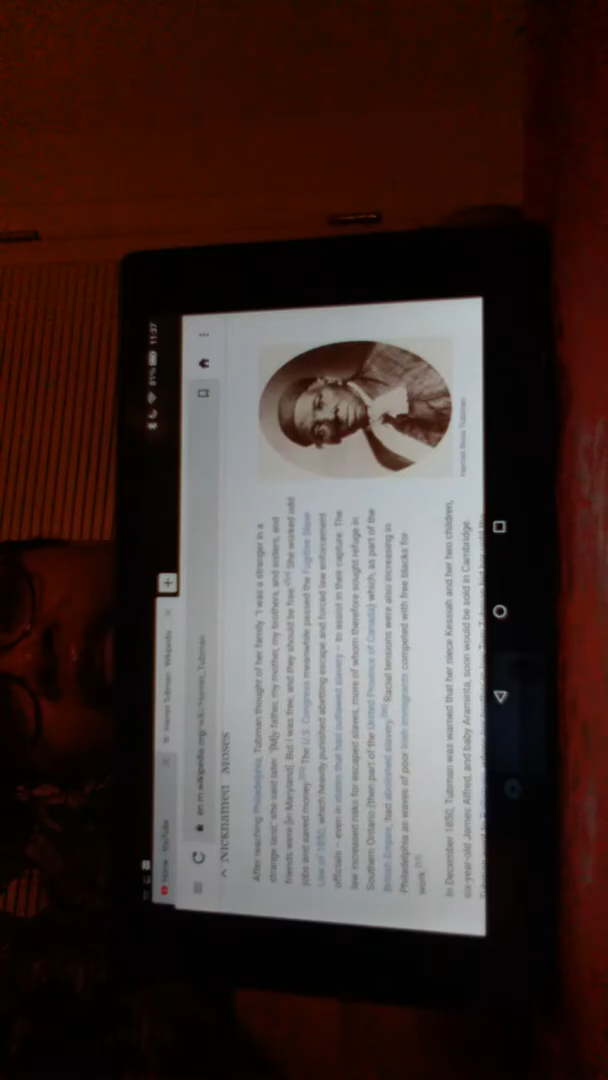 81% 11:37
Home - YouTube
Harriet Tubman - Wikipedia
en.m.wikipedia.org/wiki/Harriet_Tubman
Nicknamed "Moses"
After reaching Philadelphia, Tubman thought of her family. "I was a stranger in a
strange land," she said later. "[M]y father, my mother, my brothers, and sisters, and
friends were [in Maryland]. But I was free, and they should be free." She worked odd
jobs and saved money. The U.S. Congress meanwhile passed the Fugitive Slave
Law of 1850, which heavily punished abetting escape and forced law enforcement
officials – even in states that had outlawed slavery – to assist in their capture. The
law increased risks for escaped slaves, more of whom therefore sought refuge in
Southern Ontario (then part of the United Province of Canada) which, as part of the
British Empire, had abolished slavery. Racial tensions were also increasing in
Philadelphia as waves of poor Irish immigrants competed with free blacks for
work.
Harriet Ross Tubman
In December 1850, Tubman was warned that her niece Kessiah and her two children,
six-year-old James Alfred, and baby Araminta, soon would be sold in Cambridge.